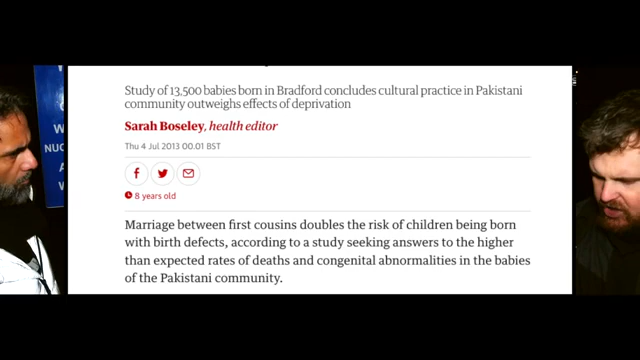 Study of 13,500 babies born in Bradford concludes cultural practice in Pakistani
community outweighs effects of deprivation
Sarah Boseley, health editor
Thu 4 Jul 2013 00.01 BST
8 years old
Marriage between first cousins doubles the risk of children being born
with birth defects, according to a study seeking answers to the higher
than expected rates of deaths and congenital abnormalities in the babies
of the Pakistani community.